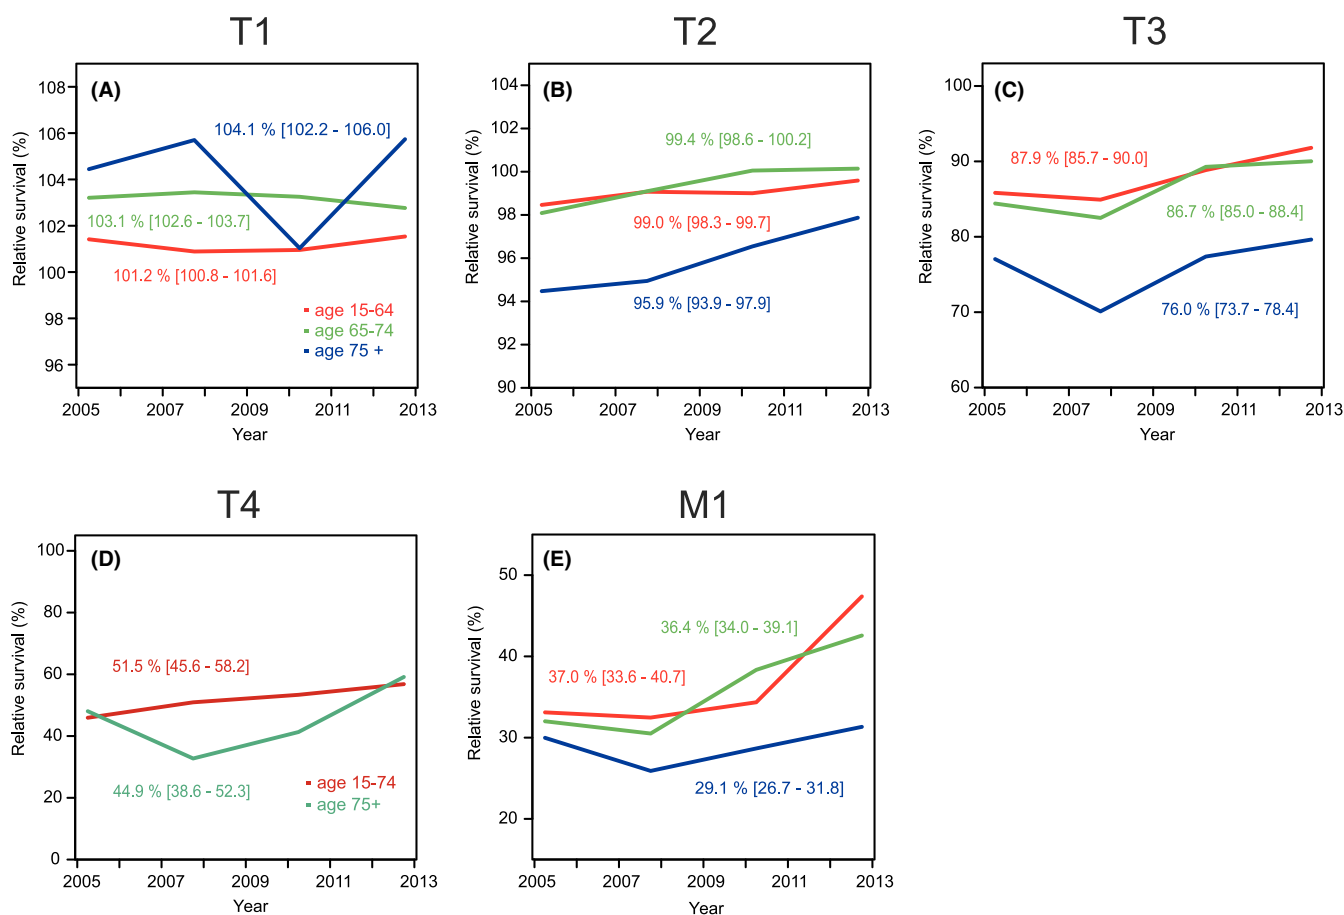 T1
(A)
Relative survival (%)
108
106
104
102
100
98
96
104.1 % [102.2 - 106.0]
103.1 % [102.6 - 103.7]
101.2 % [100.8 - 101.6]
age 15-64
age 65-74
age 75 +
2005 2007 2009 2011 2013
Year
T2
(B)
Relative survival (%)
104
102
100
98
96
94
92
90
99.4 % [98.6 - 100.2]
99.0 % [98.3 - 99.7]
95.9 % [93.9 - 97.9]
2005 2007 2009 2011 2013
Year
T3
(C)
Relative survival (%)
100
90
80
70
60
87.9 % [85.7 - 90.0]
86.7 % [85.0 - 88.4]
76.0 % [73.7 - 78.4]
2005 2007 2009 2011 2013
Year
T4
(D)
Relative survival (%)
100
80
60
40
20
0
51.5 % [45.6 - 58.2]
44.9 % [38.6 - 52.3]
age 15-74
age 75+
2005 2007 2009 2011 2013
Year
M1
(E)
Relative survival (%)
50
40
30
20
36.4 % [34.0 - 39.1]
37.0 % [33.6 - 40.7]
29.1 % [26.7 - 31.8]
2005 2007 2009 2011 2013
Year